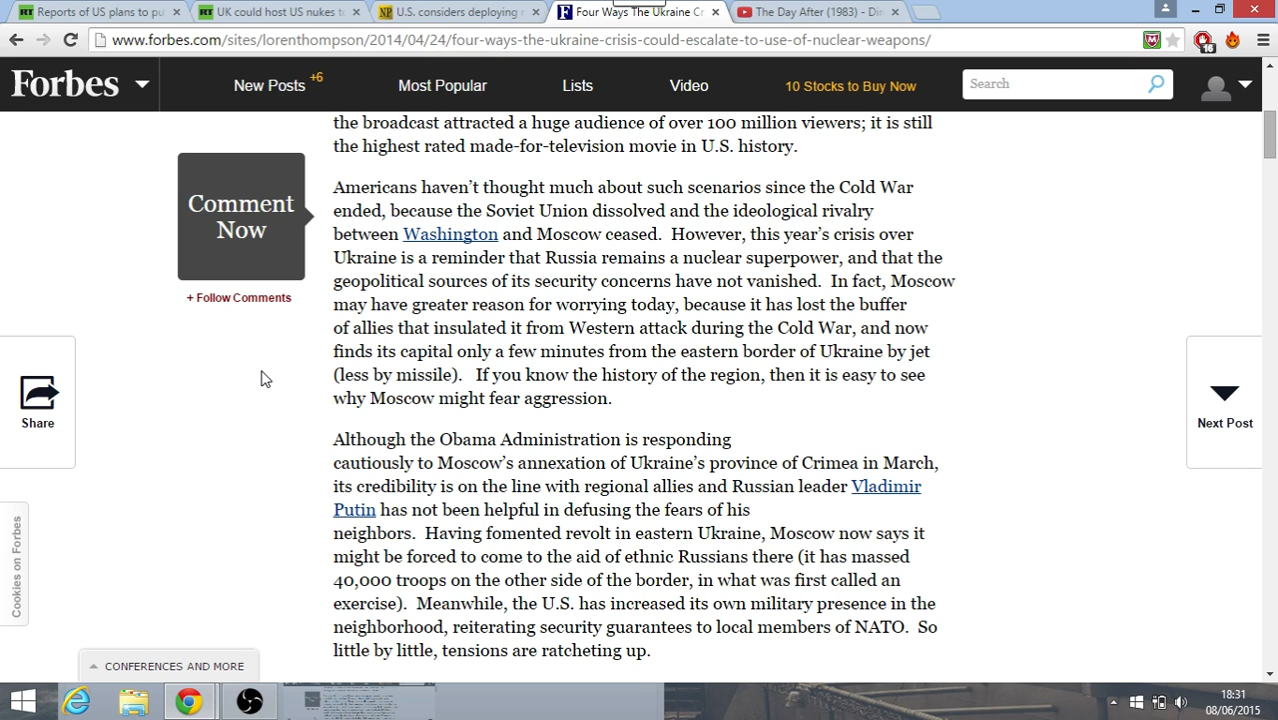 Reports of US plans to pu
UK could host US nukes t
U.S. considers deploying
Four Ways The Ukraine Cr
The Day After (1983) - Di
www.forbes.com/sites/lorenthompson/2014/04/24/four-ways-the-ukraine-crisis-could-escalate-to-use-of-nuclear-weapons/
16
Forbes
New Posts +6
Most Popular
Lists
Video
10 Stocks to Buy Now
Search
the broadcast attracted a huge audience of over 100 million viewers; it is still
the highest rated made-for-television movie in U.S. history.
Comment
Now
+ Follow Comments
Americans haven't thought much about such scenarios since the Cold War
ended, because the Soviet Union dissolved and the ideological rivalry
between Washington and Moscow ceased.  However, this year's crisis over
Ukraine is a reminder that Russia remains a nuclear superpower, and that the
geopolitical sources of its security concerns have not vanished.  In fact, Moscow
may have greater reason for worrying today, because it has lost the buffer
of allies that insulated it from Western attack during the Cold War, and now
finds its capital only a few minutes from the eastern border of Ukraine by jet
(less by missile).   If you know the history of the region, then it is easy to see
why Moscow might fear aggression.
Share
Next Post
Although the Obama Administration is responding
cautiously to Moscow's annexation of Ukraine's province of Crimea in March,
its credibility is on the line with regional allies and Russian leader Vladimir
Putin has not been helpful in defusing the fears of his
neighbors.  Having fomented revolt in eastern Ukraine, Moscow now says it
might be forced to come to the aid of ethnic Russians there (it has massed
40,000 troops on the other side of the border, in what was first called an
exercise).  Meanwhile, the U.S. has increased its own military presence in the
neighborhood, reiterating security guarantees to local members of NATO.  So
little by little, tensions are ratcheting up.
Cookies on Forbes
CONFERENCES AND MORE
18:31
08/06/2015